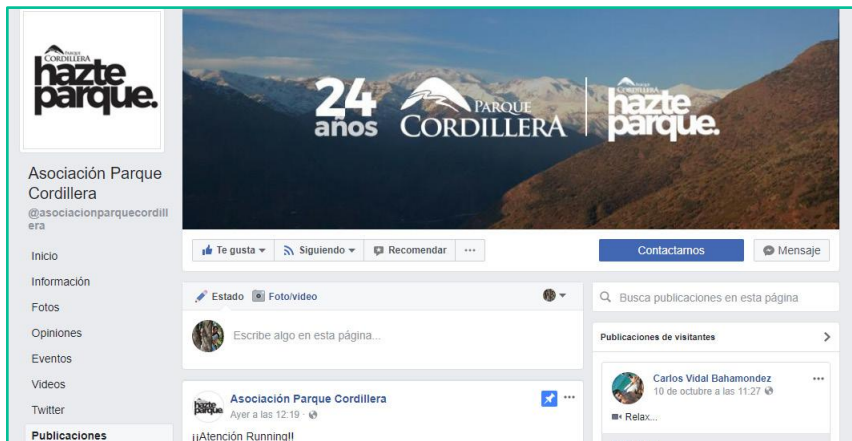 PARQUE
CORDILLERA
hazte
parque.
24
años
PARQUE
CORDILLERA
PARQUE
CORDILLERA
hazte
parque.
Asociación Parque
Cordillera
@asociacionparquecordill
era
Inicio
Información
Fotos
Opiniones
Eventos
Videos
Twitter
Publicaciones
Te gusta
Siguiendo
Recomendar
Contactarnos
Mensaje
Estado
Foto/video
Escribe algo en esta página...
hazte
parque
Asociación Parque Cordillera
Ayer a las 12:19
¡¡Atención Running!!
Busca publicaciones en esta página
Publicaciones de visitantes
Carlos Vidal Bahamondez
10 de octubre a las 11:27
Relax...